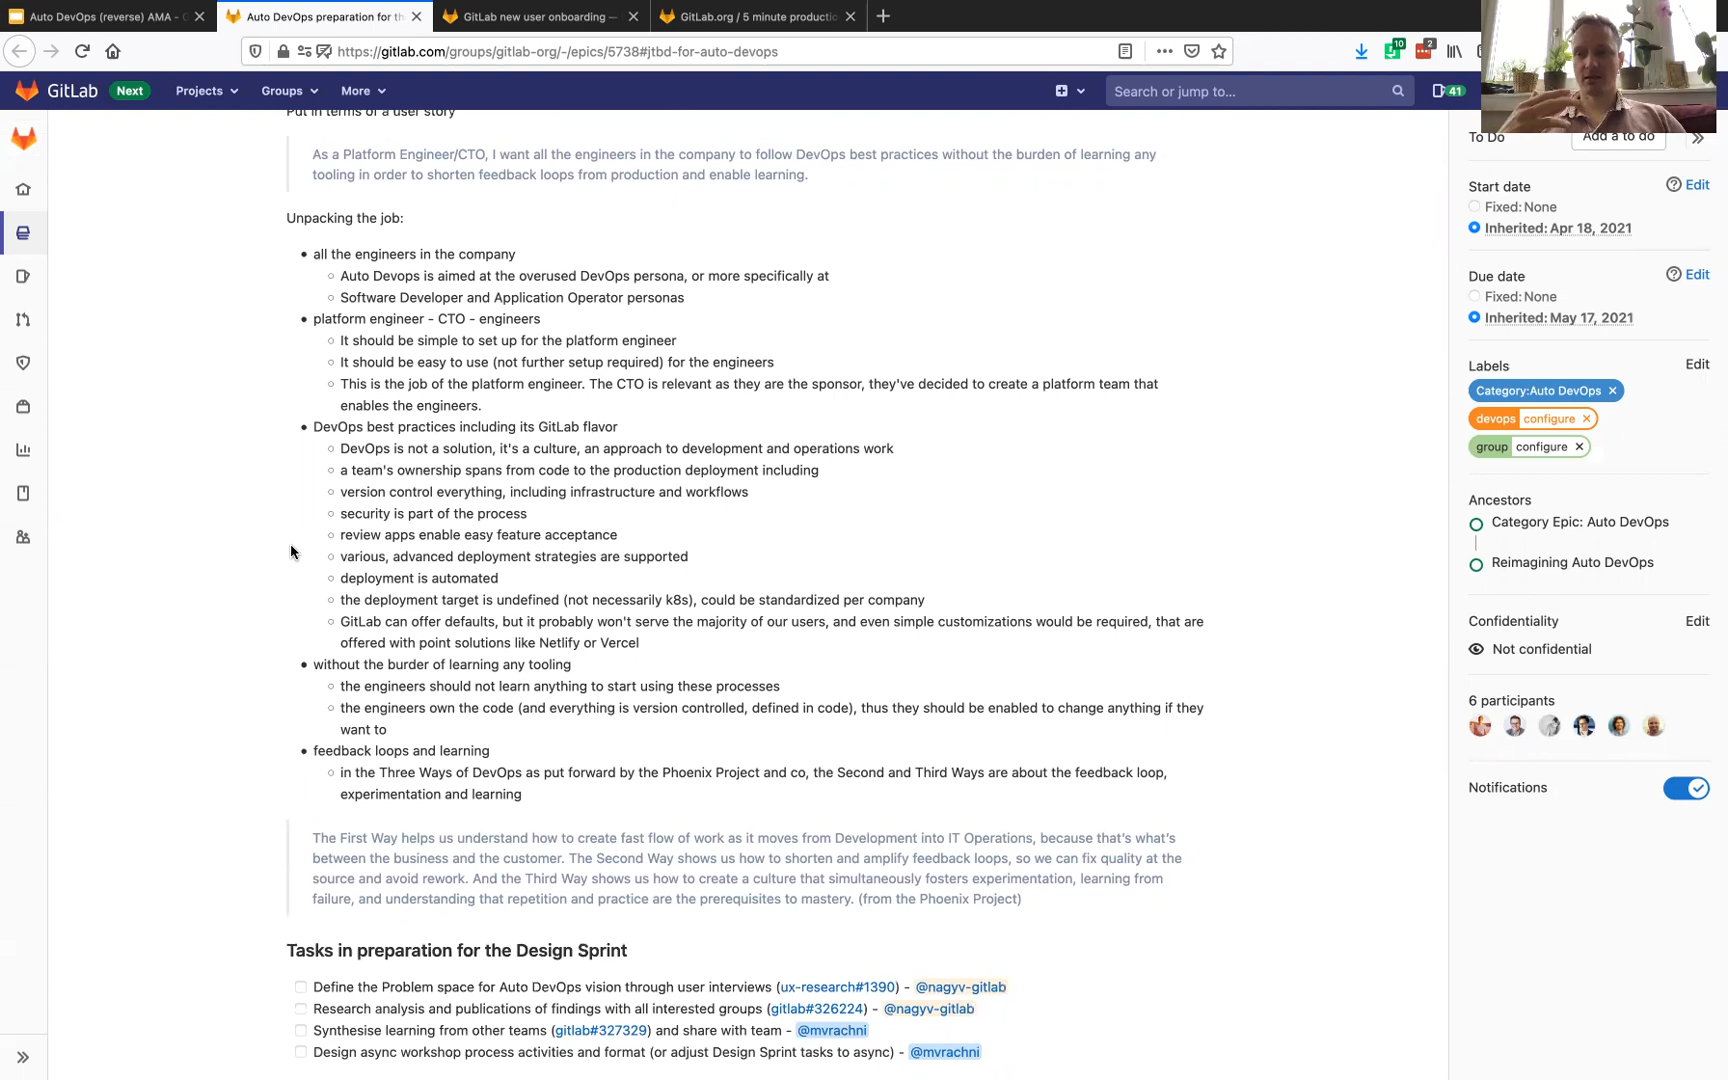 Auto DevOps (reverse) AMA -
Auto DevOps preparation for th
GitLab new user onboarding —
GitLab.org / 5 minute productio
https://gitlab.com/groups/gitlab-org/-/epics/5738#jtbd-for-auto-devops
10
2
GitLab
Next
Projects
Groups
More
Search or jump to...
41
Put in terms of a user story
As a Platform Engineer/CTO, I want all the engineers in the company to follow DevOps best practices without the burden of learning any
tooling in order to shorten feedback loops from production and enable learning.
Unpacking the job:
all the engineers in the company
Auto Devops is aimed at the overused DevOps persona, or more specifically at
Software Developer and Application Operator personas
platform engineer - CTO - engineers
It should be simple to set up for the platform engineer
It should be easy to use (not further setup required) for the engineers
This is the job of the platform engineer. The CTO is relevant as they are the sponsor, they've decided to create a platform team that
enables the engineers.
DevOps best practices including its GitLab flavor
DevOps is not a solution, it's a culture, an approach to development and operations work
a team's ownership spans from code to the production deployment including
version control everything, including infrastructure and workflows
security is part of the process
review apps enable easy feature acceptance
various, advanced deployment strategies are supported
deployment is automated
the deployment target is undefined (not necessarily k8s), could be standardized per company
GitLab can offer defaults, but it probably won't serve the majority of our users, and even simple customizations would be required, that are
offered with point solutions like Netlify or Vercel
without the burder of learning any tooling
the engineers should not learn anything to start using these processes
the engineers own the code (and everything is version controlled, defined in code), thus they should be enabled to change anything if they
want to
feedback loops and learning
in the Three Ways of DevOps as put forward by the Phoenix Project and co, the Second and Third Ways are about the feedback loop,
experimentation and learning
The First Way helps us understand how to create fast flow of work as it moves from Development into IT Operations, because that's what's
between the business and the customer. The Second Way shows us how to shorten and amplify feedback loops, so we can fix quality at the
source and avoid rework. And the Third Way shows us how to create a culture that simultaneously fosters experimentation, learning from
failure, and understanding that repetition and practice are the prerequisites to mastery. (from the Phoenix Project)
Tasks in preparation for the Design Sprint
Define the Problem space for Auto DevOps vision through user interviews (ux-research#1390) - @nagyv-gitlab
Research analysis and publications of findings with all interested groups (gitlab#326224) - @nagyv-gitlab
Synthesise learning from other teams (gitlab#327329) and share with team - @mvrachni
Design async workshop process activities and format (or adjust Design Sprint tasks to async) - @mvrachni
To Do
Add a to do
Start date
Edit
Fixed: None
Inherited: Apr 18, 2021
Due date
Edit
Fixed: None
Inherited: May 17, 2021
Labels
Edit
Category:Auto DevOps
devops configure
group configure
Ancestors
Category Epic: Auto DevOps
Reimagining Auto DevOps
Confidentiality
Edit
Not confidential
6 participants
Notifications